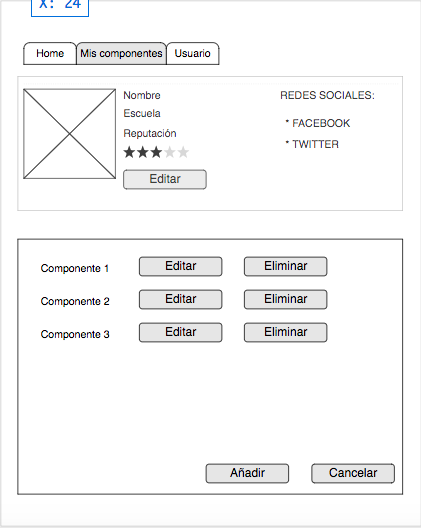 X: 24
Home Mis componentes Usuario
Nombre
Escuela
Reputación
Editar
REDES SOCIALES:
* FACEBOOK
* TWITTER
Componente 1 Editar Eliminar
Componente 2 Editar Eliminar
Componente 3 Editar Eliminar
Añadir Cancelar